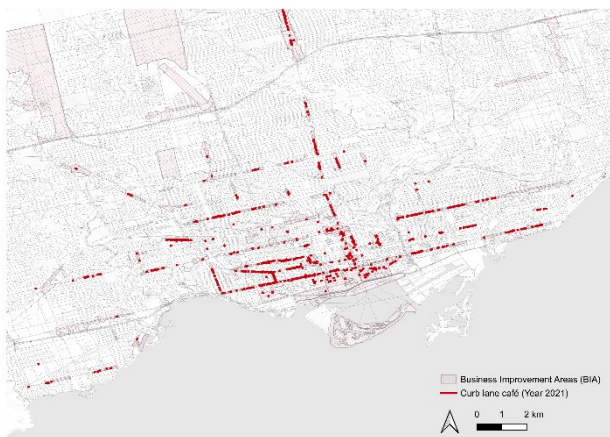 Business Improvement Areas (BIA)
Curb lane café (Year 2021)
0 1 2 km